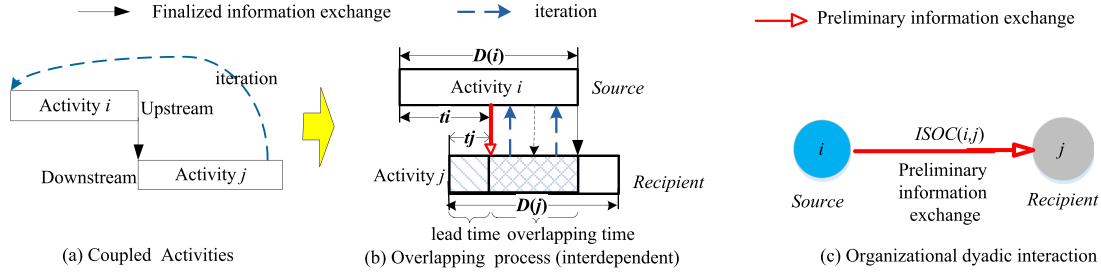 Finalized information exchange
iteration
Preliminary information exchange
iteration
Activity i
Upstream
Downstream
Activity j
(a) Coupled Activities
D(i)
Activity i
Source
ti
tj
Activity j
Recipient
D(j)
lead time overlapping time
(b) Overlapping process (interdependent)
i
ISOC(i,j)
j
Preliminary
information
exchange
Source
Recipient
(c) Organizational dyadic interaction